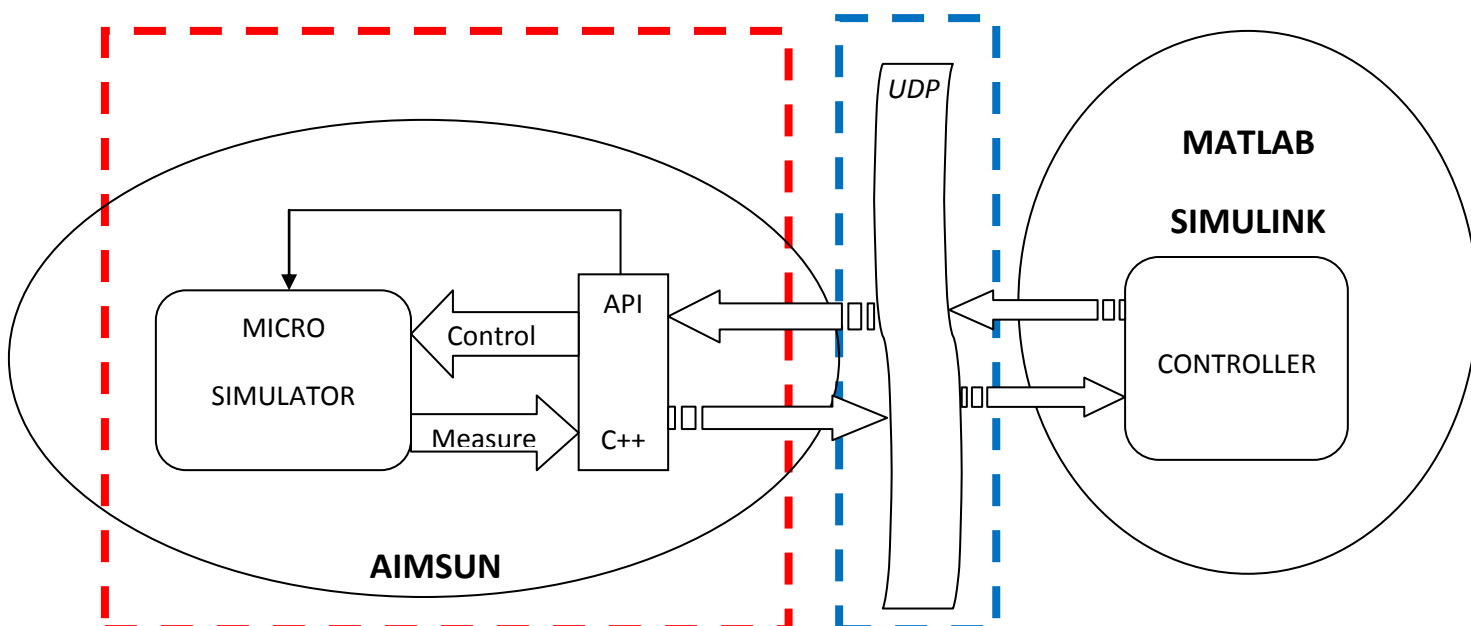 UDP
MATLAB
SIMULINK
MICRO
SIMULATOR
Control
Measure
API
C++
CONTROLLER
AIMSUN